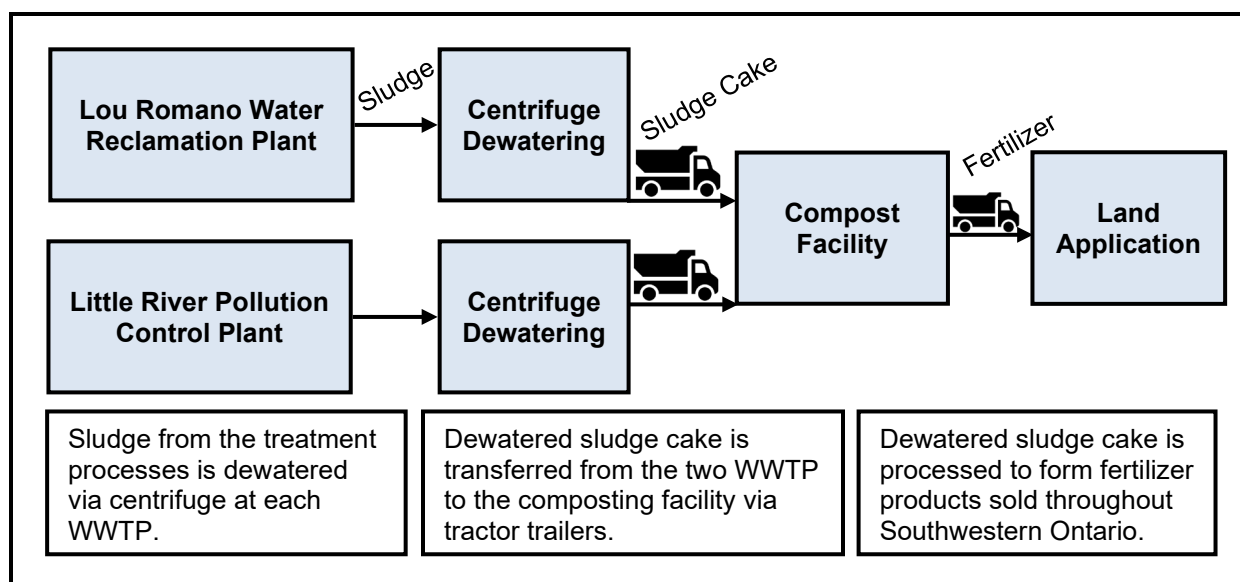 Lou Romano Water
Reclamation Plant
Sludge
Centrifuge
Dewatering
Sludge Cake
Compost
Facility
Fertilizer
Land
Application
Little River Pollution
Control Plant
Centrifuge
Dewatering
Sludge from the treatment
processes is dewatered
via centrifuge at each
WWTP.
Dewatered sludge cake is
transferred from the two WWTP
to the composting facility via
tractor trailers.
Dewatered sludge cake is
processed to form fertilizer
products sold throughout
Southwestern Ontario.